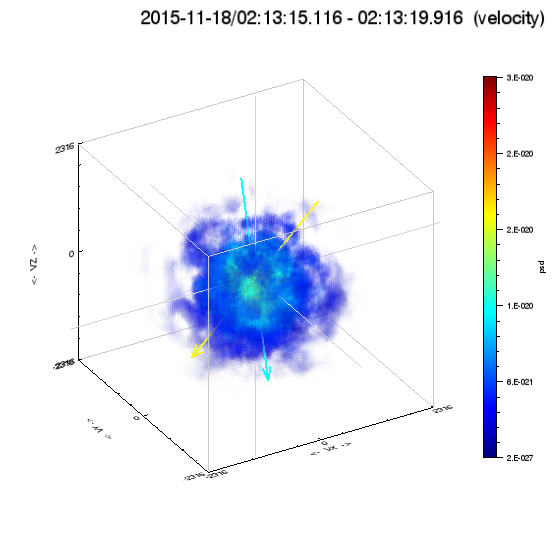 2015-11-18/02:13:15.116 - 02:13:19.916 (velocity)
3.E-020
2.E-020
2.E-020
1.E-020
6.E-021
2.E-027
psd
2316
0
<- VZ ->
<- VY ->
0
<- VX ->
0
-2316
-2316
-2316